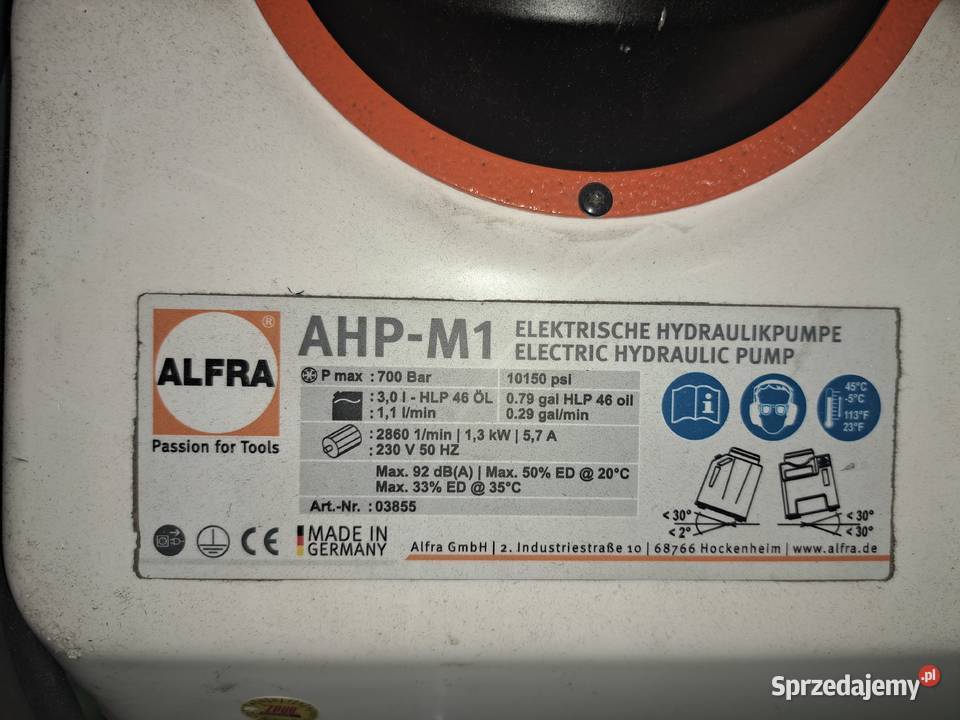 ALFRA
®
Passion for Tools
AHP-M1
ELEKTRISCHE HYDRAULIKPUMPE
ELECTRIC HYDRAULIC PUMP
P max : 700 Bar 10150 psi
: 3,0 l - HLP 46 ÖL 0.79 gal HLP 46 oil
: 1,1 l/min 0.29 gal/min
: 2860 1/min | 1,3 kW | 5,7 A
: 230 V 50 HZ
Max. 92 dB(A) | Max. 50% ED @ 20°C
Max. 33% ED @ 35°C
Art.-Nr. : 03855
45°C
-5°C
113°F
23°F
< 30° < 30°
< 2° < 30°
CE
MADE IN
GERMANY
Alfra GmbH | 2. Industriestraße 10 | 68766 Hockenheim | www.alfra.de
Sprzedajemy.pl